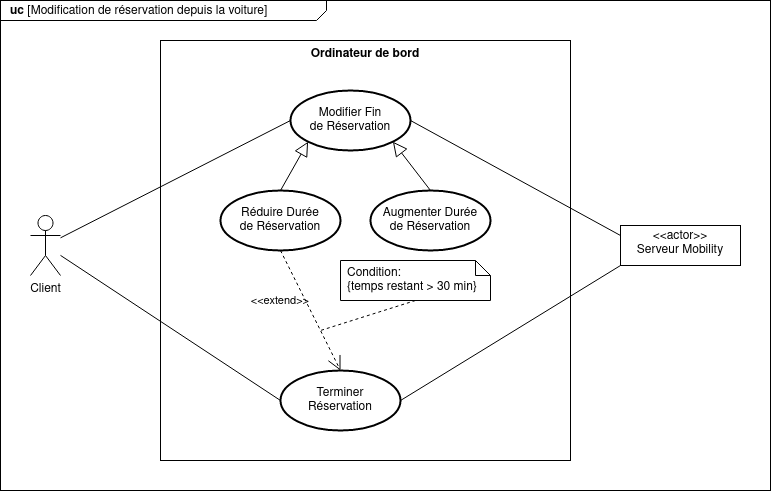 uc [Modification de réservation depuis la voiture]
Ordinateur de bord
Modifier Fin
de Réservation
Réduire Durée
de Réservation
Augmenter Durée
de Réservation
<<actor>>
Serveur Mobility
Condition:
{temps restant > 30 min}
Client
<<extend>>
Terminer
Réservation